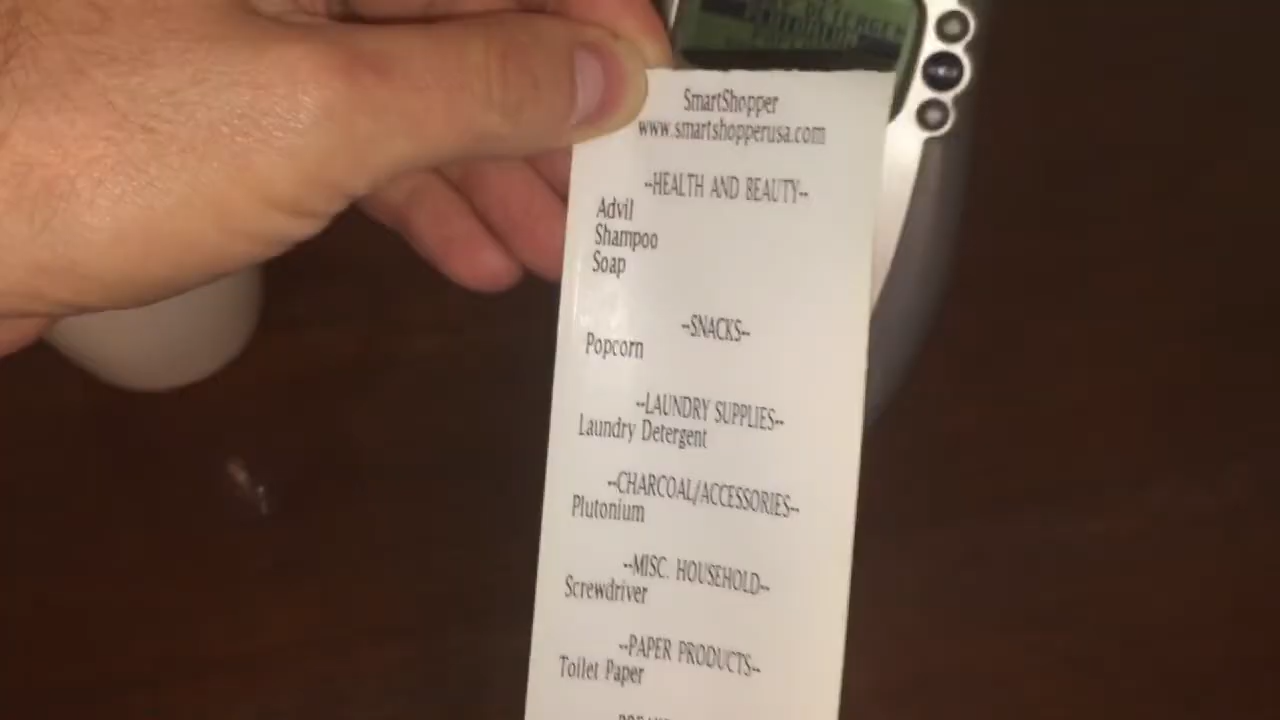 DETERGEN
SmartShopper
www.smartshopperusa.com
--HEALTH AND BEAUTY--
Advil
Shampoo
Soap
--SNACKS--
Popcorn
--LAUNDRY SUPPLIES--
Laundry Detergent
--CHARCOAL/ACCESSORIES--
Plutonium
--MISC. HOUSEHOLD--
Screwdriver
--PAPER PRODUCTS--
Toilet Paper